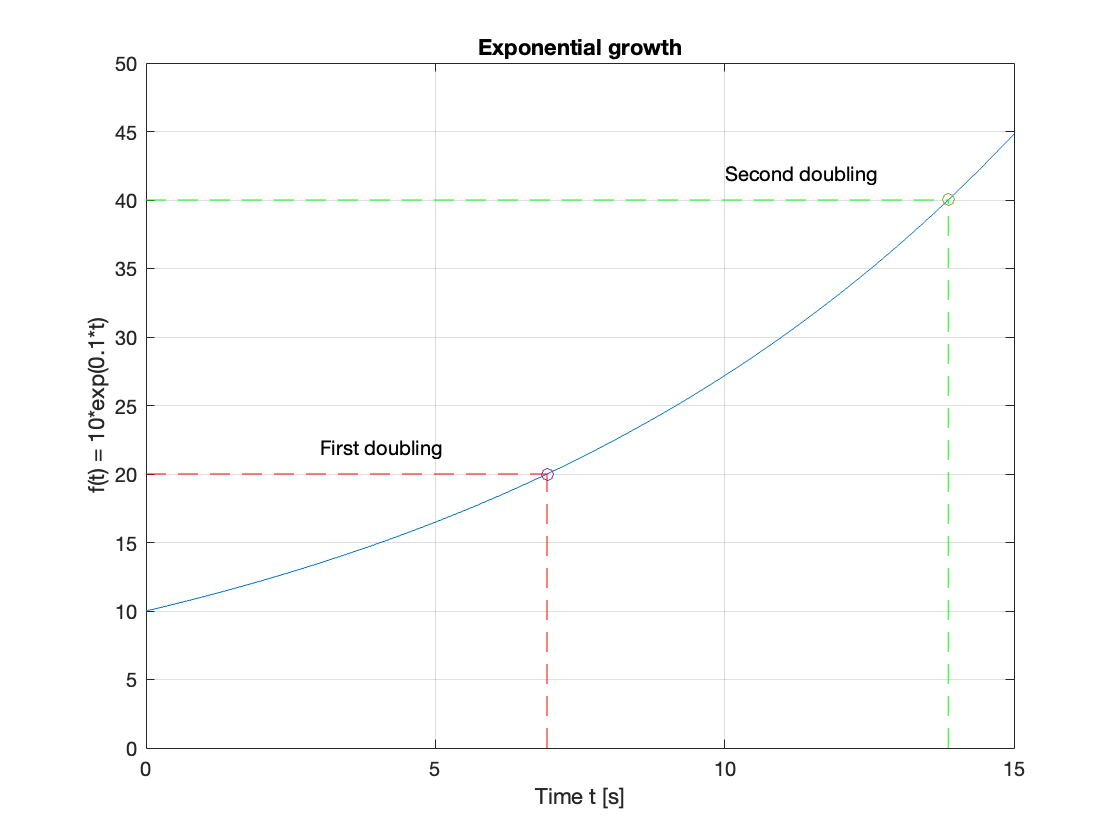 Exponential growth
50
45
40
35
30
25
20
15
10
5
0
f(t) = 10*exp(0.1*t)
Second doubling
First doubling
0 5 10 15
Time t [s]